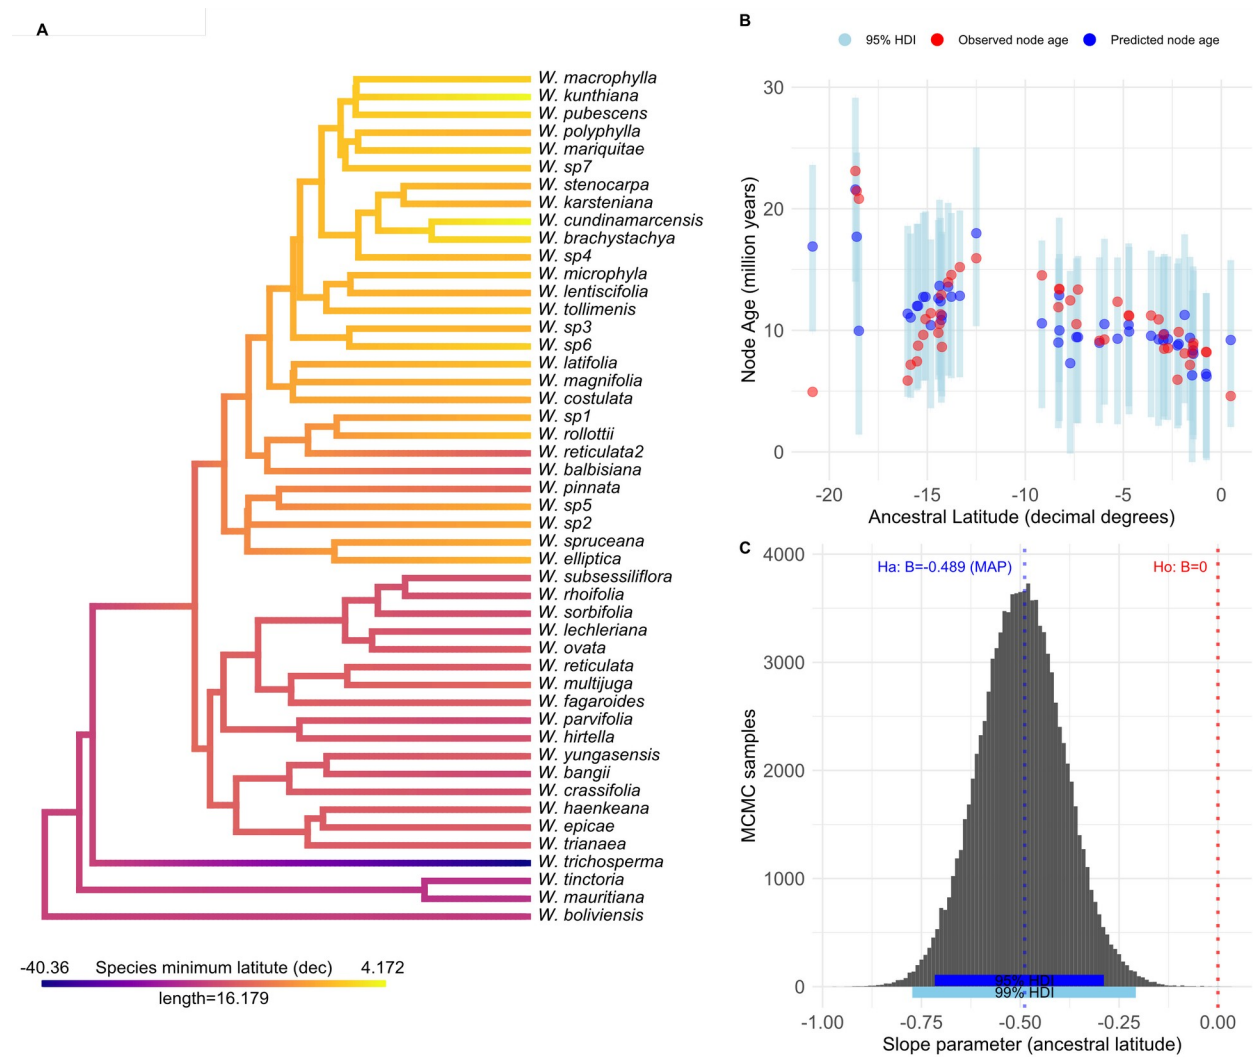 A
W. macrophylla
W. kunthiana
W. pubescens
W. polyphylla
W. mariquitae
W. sp7
W. stenocarpa
W. karsteniana
W. cundinamarcensis
W. brachystachya
W. sp4
W. microphyla
W. lentiscifolia
W. tollimenis
W. sp3
W. sp6
W. latifolia
W. magnifolia
W. costulata
W. sp1
W. rollottii
W. reticulata2
W. balbisiana
W. pinnata
W. sp5
W. sp2
W. spruceana
W. elliptica
W. subsessiliflora
W. rhoifolia
W. sorbifolia
W. lechleriana
W. ovata
W. reticulata
W. multijuga
W. fagaroides
W. parvifolia
W. hirtella
W. yungasensis
W. bangii
W. crassifolia
W. haenkeana
W. epicae
W. trianaea
W. trichosperma
W. tinctoria
W. mauritiana
W. boliviensis
-40.36 Species minimum latitute (dec) 4.172
length=16.179
B
95% HDI Observed node age Predicted node age
Node Age (million years)
30
20
10
0
-20 -15 -10 -5 0
Ancestral Latitude (decimal degrees)
C
Ha: B=-0.489 (MAP) Ho: B=0
MCMC samples
4000
3000
2000
1000
0
95% HDI
99% HDI
-1.00 -0.75 -0.50 -0.25 0.00
Slope parameter (ancestral latitude)